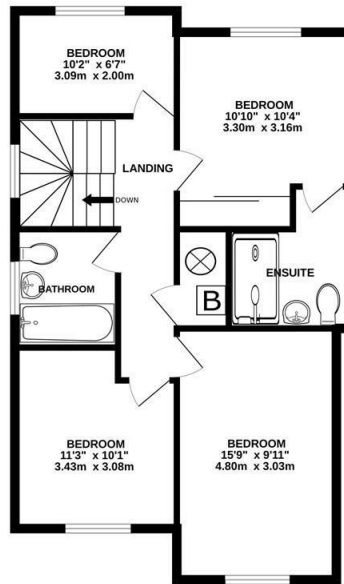 BEDROOM
10'2" x 6'7"
3.09m x 2.00m
BEDROOM
10'10" x 10'4"
3.30m x 3.16m
LANDING
DOWN
BATHROOM
B
ENSUITE
BEDROOM
11'3" x 10'1"
3.43m x 3.08m
BEDROOM
15'9" x 9'11"
4.80m x 3.03m